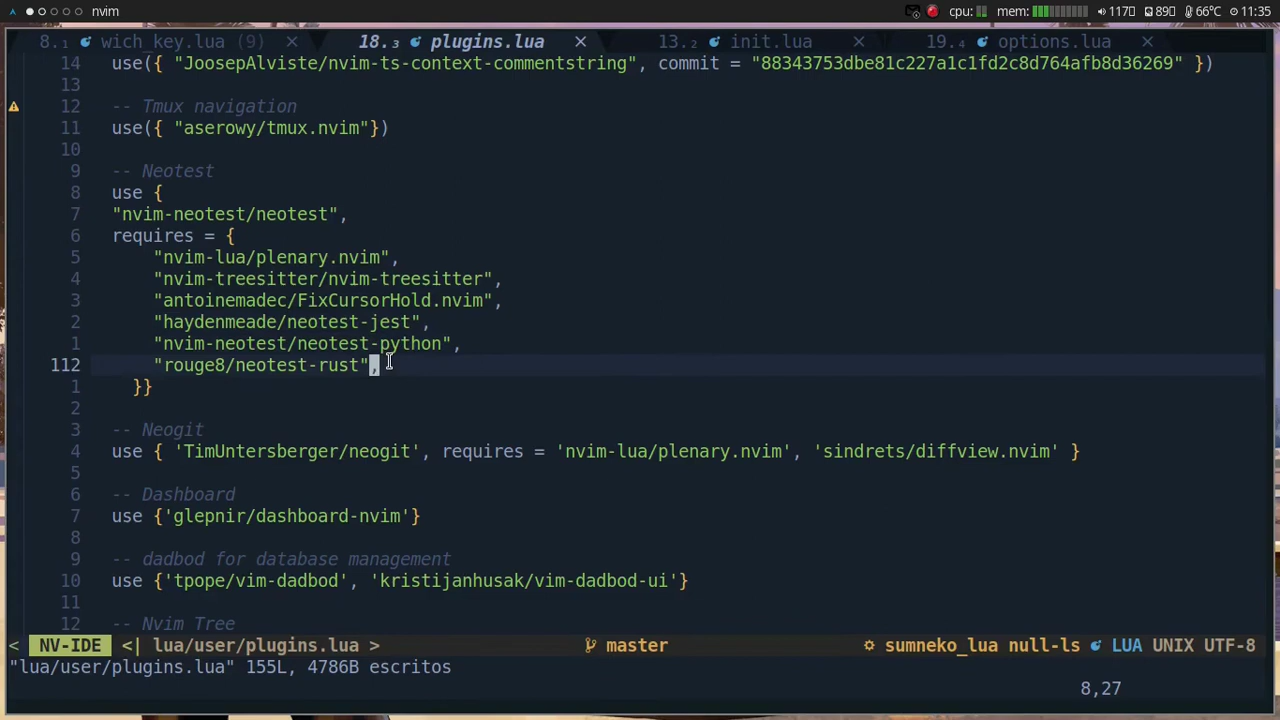 nvim cpu: mem: 117 89 66°C 11:35
8.₁ wich_key.lua (9) × 18.₃ plugins.lua × 13.₂ init.lua × 19.₄ options.lua ×
14 use({ "JoosepAlviste/nvim-ts-context-commentstring", commit = "88343753dbe81c227a1c1fd2c8d764afb8d36269" })
13
12 -- Tmux navigation
11 use({ "aserowy/tmux.nvim"})
10
9 -- Neotest
8 use {
7 "nvim-neotest/neotest",
6 requires = {
5 "nvim-lua/plenary.nvim",
4 "nvim-treesitter/nvim-treesitter",
3 "antoinemadec/FixCursorHold.nvim",
2 "haydenmeade/neotest-jest",
1 "nvim-neotest/neotest-python",
112 "rouge8/neotest-rust",
1 }}
2
3 -- Neogit
4 use { 'TimUntersberger/neogit', requires = 'nvim-lua/plenary.nvim', 'sindrets/diffview.nvim' }
5
6 -- Dashboard
7 use {'glepnir/dashboard-nvim'}
8
9 -- dadbod for database management
10 use {'tpope/vim-dadbod', 'kristijanhusak/vim-dadbod-ui'}
11
12 -- Nvim Tree
< NV-IDE <| lua/user/plugins.lua > master sumneko_lua null-ls LUA UNIX UTF-8 >
"lua/user/plugins.lua" 155L, 4786B escritos
8,27